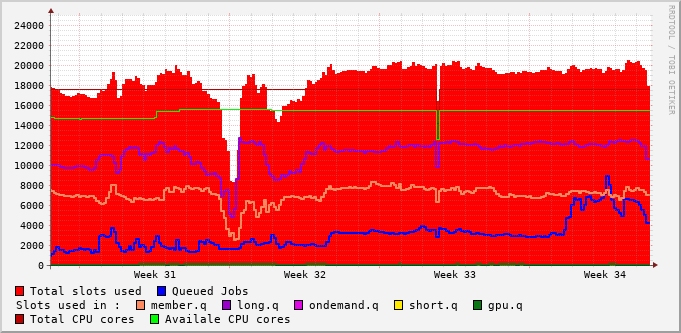 24000
22000
20000
18000
16000
14000
12000
10000
8000
6000
4000
2000
0
Week 31 Week 32 Week 33 Week 34
RRDTOOL / TOBI OETIKER
Total slots used Queued Jobs
Slots used in : member.q long.q ondemand.q short.q gpu.q
Total CPU cores Availale CPU cores